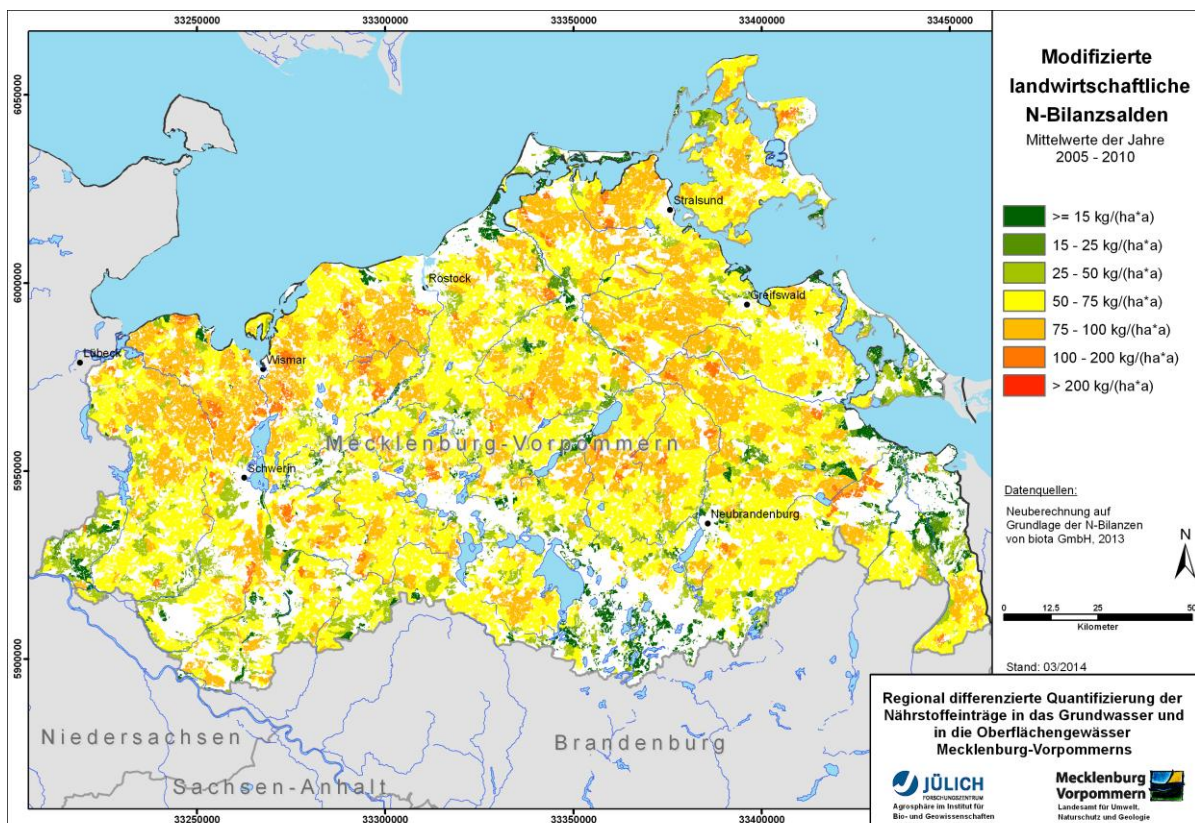 33250000
33300000
33350000
33400000
33450000
6050000
6000000
5950000
5900000
Modifizierte
landwirtschaftliche
N-Bilanzsalden
Mittelwerte der Jahre
2005 - 2010
>= 15 kg/(ha*a)
15 - 25 kg/(ha*a)
25 - 50 kg/(ha*a)
50 - 75 kg/(ha*a)
75 - 100 kg/(ha*a)
100 - 200 kg/(ha*a)
> 200 kg/(ha*a)
Stralsund
Rostock
Greifswald
Lübeck
Wismar
Mecklenburg-Vorpommern
Schwerin
Neubrandenburg
Niedersachsen
Brandenburg
Sachsen-Anhalt
Datenquellen:
Neuberechnung auf
Grundlage der N-Bilanzen
von biota GmbH, 2013
N
0 12.5 25 50
Kilometer
Stand: 03/2014
Regional differenzierte Quantifizierung der
Nährstoffeinträge in das Grundwasser und
in die Oberflächengewässer
Mecklenburg-Vorpommerns
JÜLICH
FORSCHUNGSZENTRUM
Agrosphäre im Institut für
Bio- und Geowissenschaften
Mecklenburg
Vorpommern
Landesamt für Umwelt,
Naturschutz und Geologie
33250000
33300000
33350000
33400000